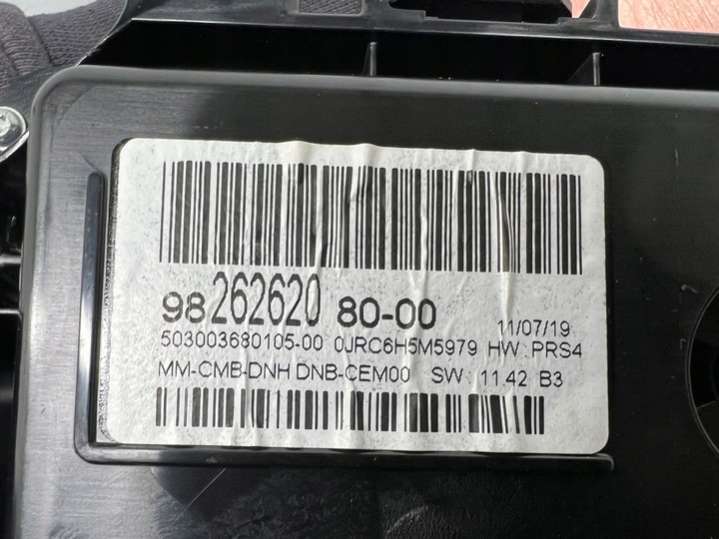 98 262620 80-00 11/07/19
503003680105-00 0JRC6H5M5979 HW : PRS4
MM-CMB-DNH DNB-CEM00 SW : 11.42 B3